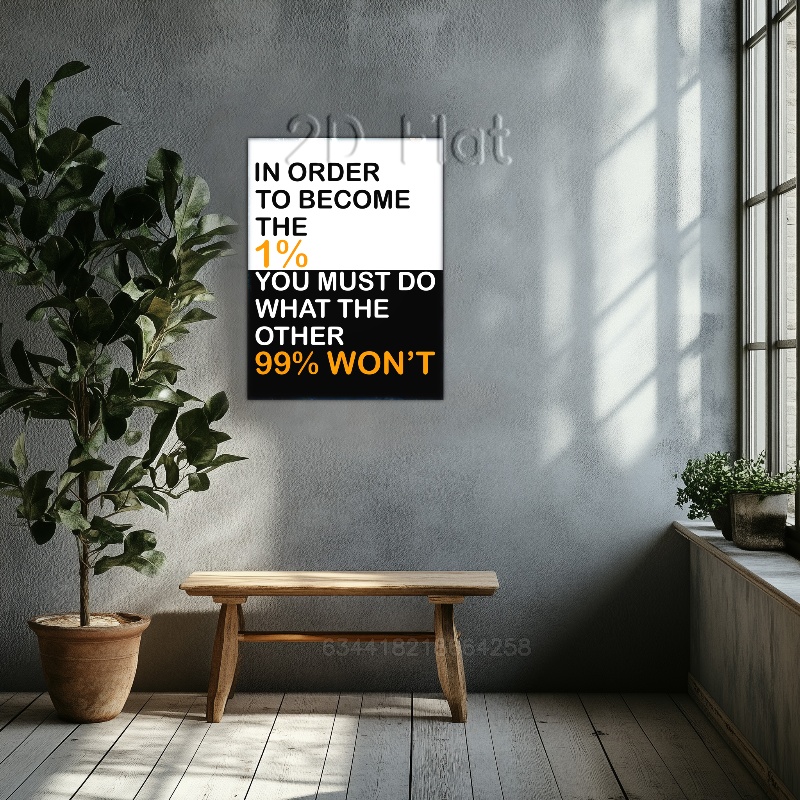 2D Flat
IN ORDER
TO BECOME
THE
1%
YOU MUST DO
WHAT THE
OTHER
99% WON'T